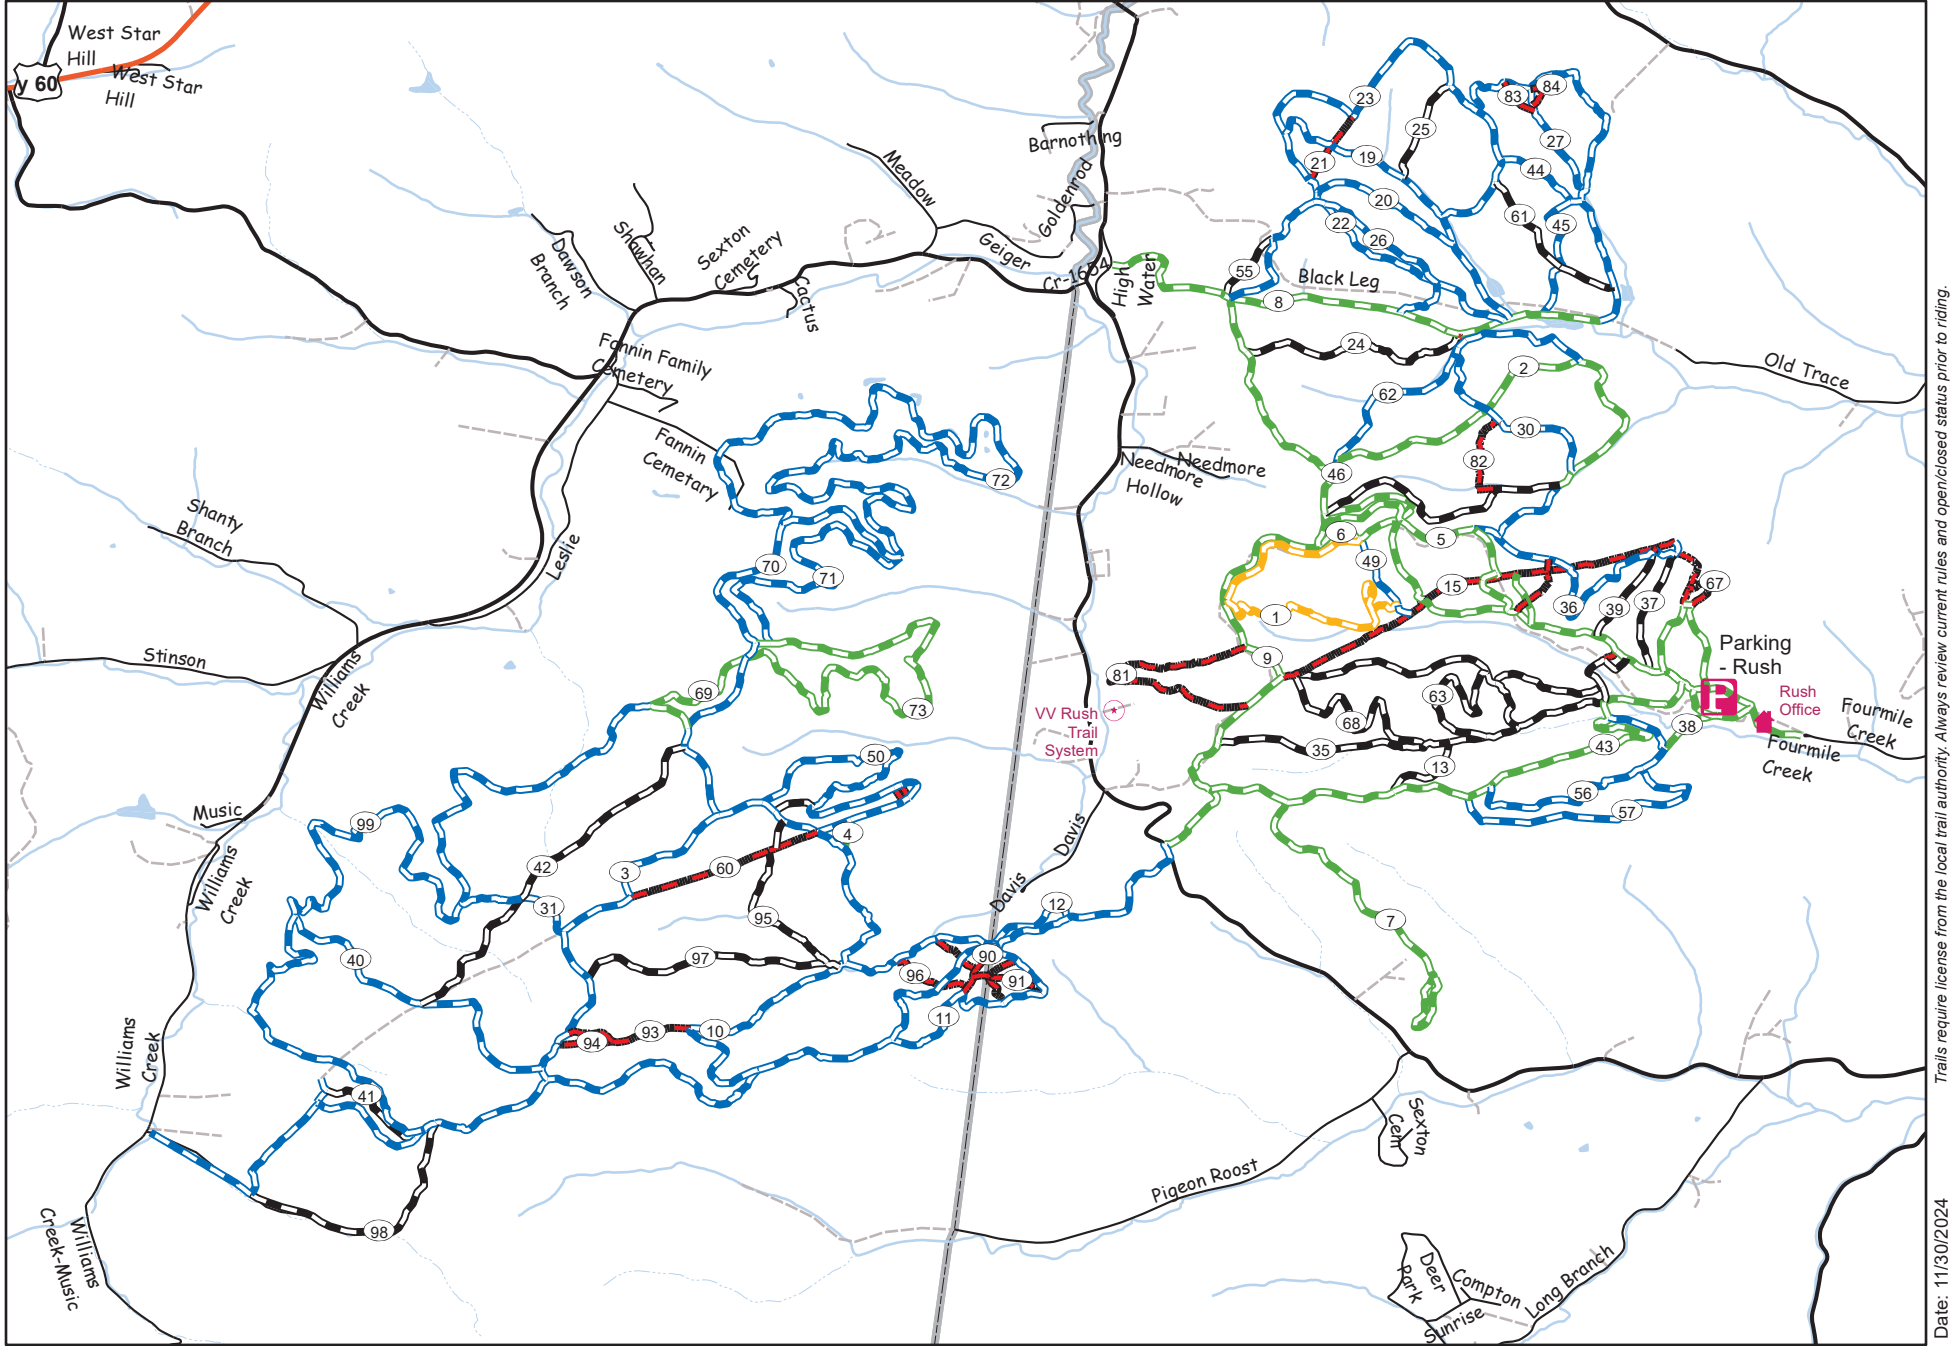 West Star
Hill
West Star
Hill
y 60
Barnothing
Meadow
Goldenrod
Geiger
Cr-1654
High
Water
Shawhan
Sexton
Cemetery
Dawson
Branch
Cactus
Fannin Family
Cemetery
Fannin
Cemetary
Black Leg
Old Trace
Needmore
Needmore
Hollow
Shanty
Branch
Leslie
Stinson
Williams
Creek
Music
Williams
Creek
Williams
Creek
Williams
Creek-Music
Davis
Davis
VV Rush
Trail
System
Parking
- Rush
P
Rush
Office
Fourmile
Creek
Fourmile
Creek
Pigeon Roost
Sexton
Cem
Deer
Park
Compton
Sunrise
Long Branch
23
25
83
84
27
21
19
44
20
61
45
22
26
55
8
24
2
62
30
46
82
6
5
49
15
36
39
37
67
1
9
81
63
68
35
13
38
43
56
57
7
72
70
71
69
73
50
99
42
3
60
4
31
95
40
97
12
90
96
91
11
94
93
10
41
98
Trails require license from the local trail authority. Always review current rules and open/closed status prior to riding.
Date: 11/30/2024